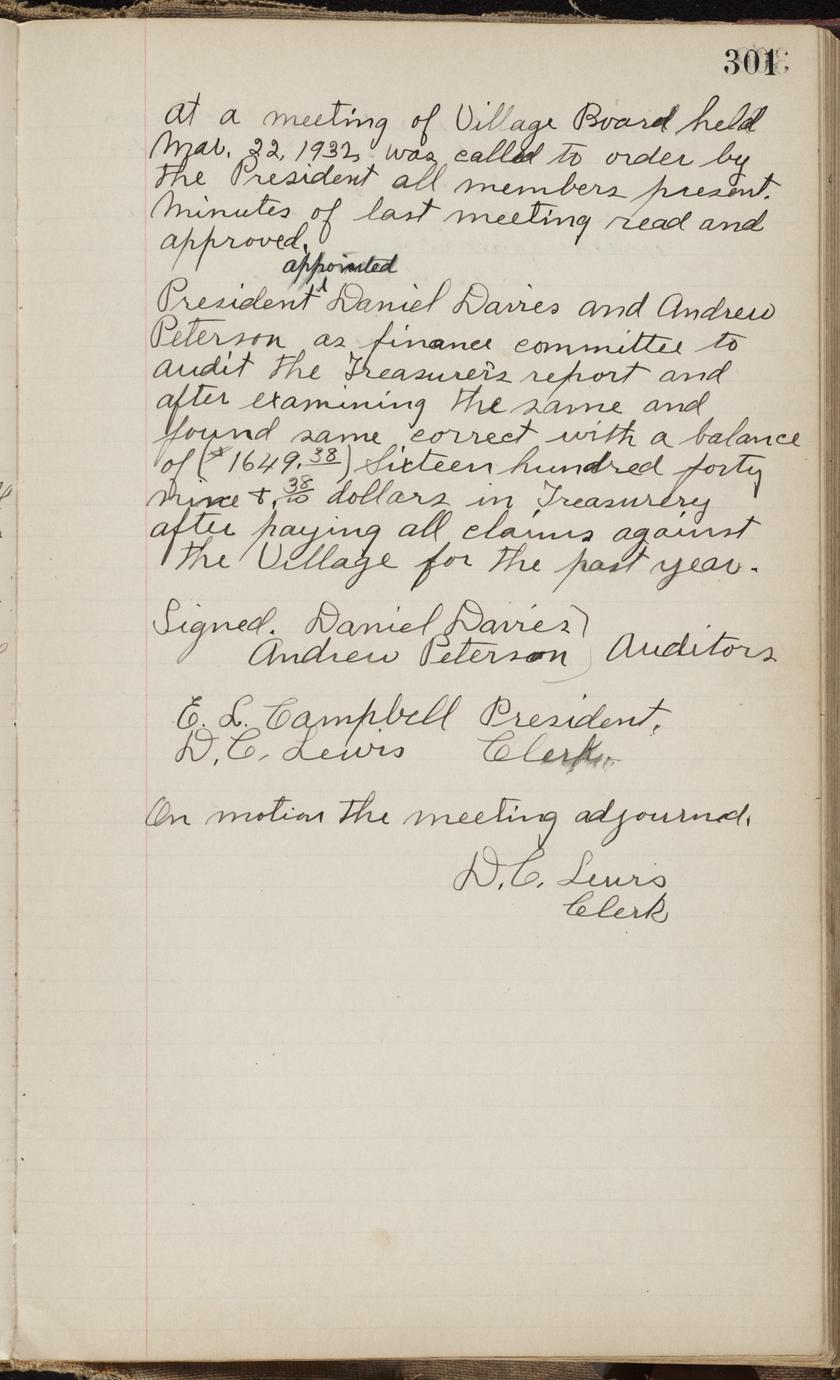 301
At a meeting of Village Board held
Mar. 22, 1932, was called to order by
the President all members present.
Minutes of last meeting read and
approved.
appointed
President ^ Daniel Davies and Andrew
Peterson as finance committee to
audit the Treasurer's report and
after examining the same and
found same correct with a balance
of ($1649.38) Sixteen hundred forty
nine + 38/10 dollars in Treasurery
after paying all claims against
the Village for the past year.
Signed. Daniel Davies)
Andrew Peterson ) Auditors
E. L. Campbell President.
D. C. Lewis Clerk.
On motion the meeting adjourned.
D. C. Lewis
Clerk